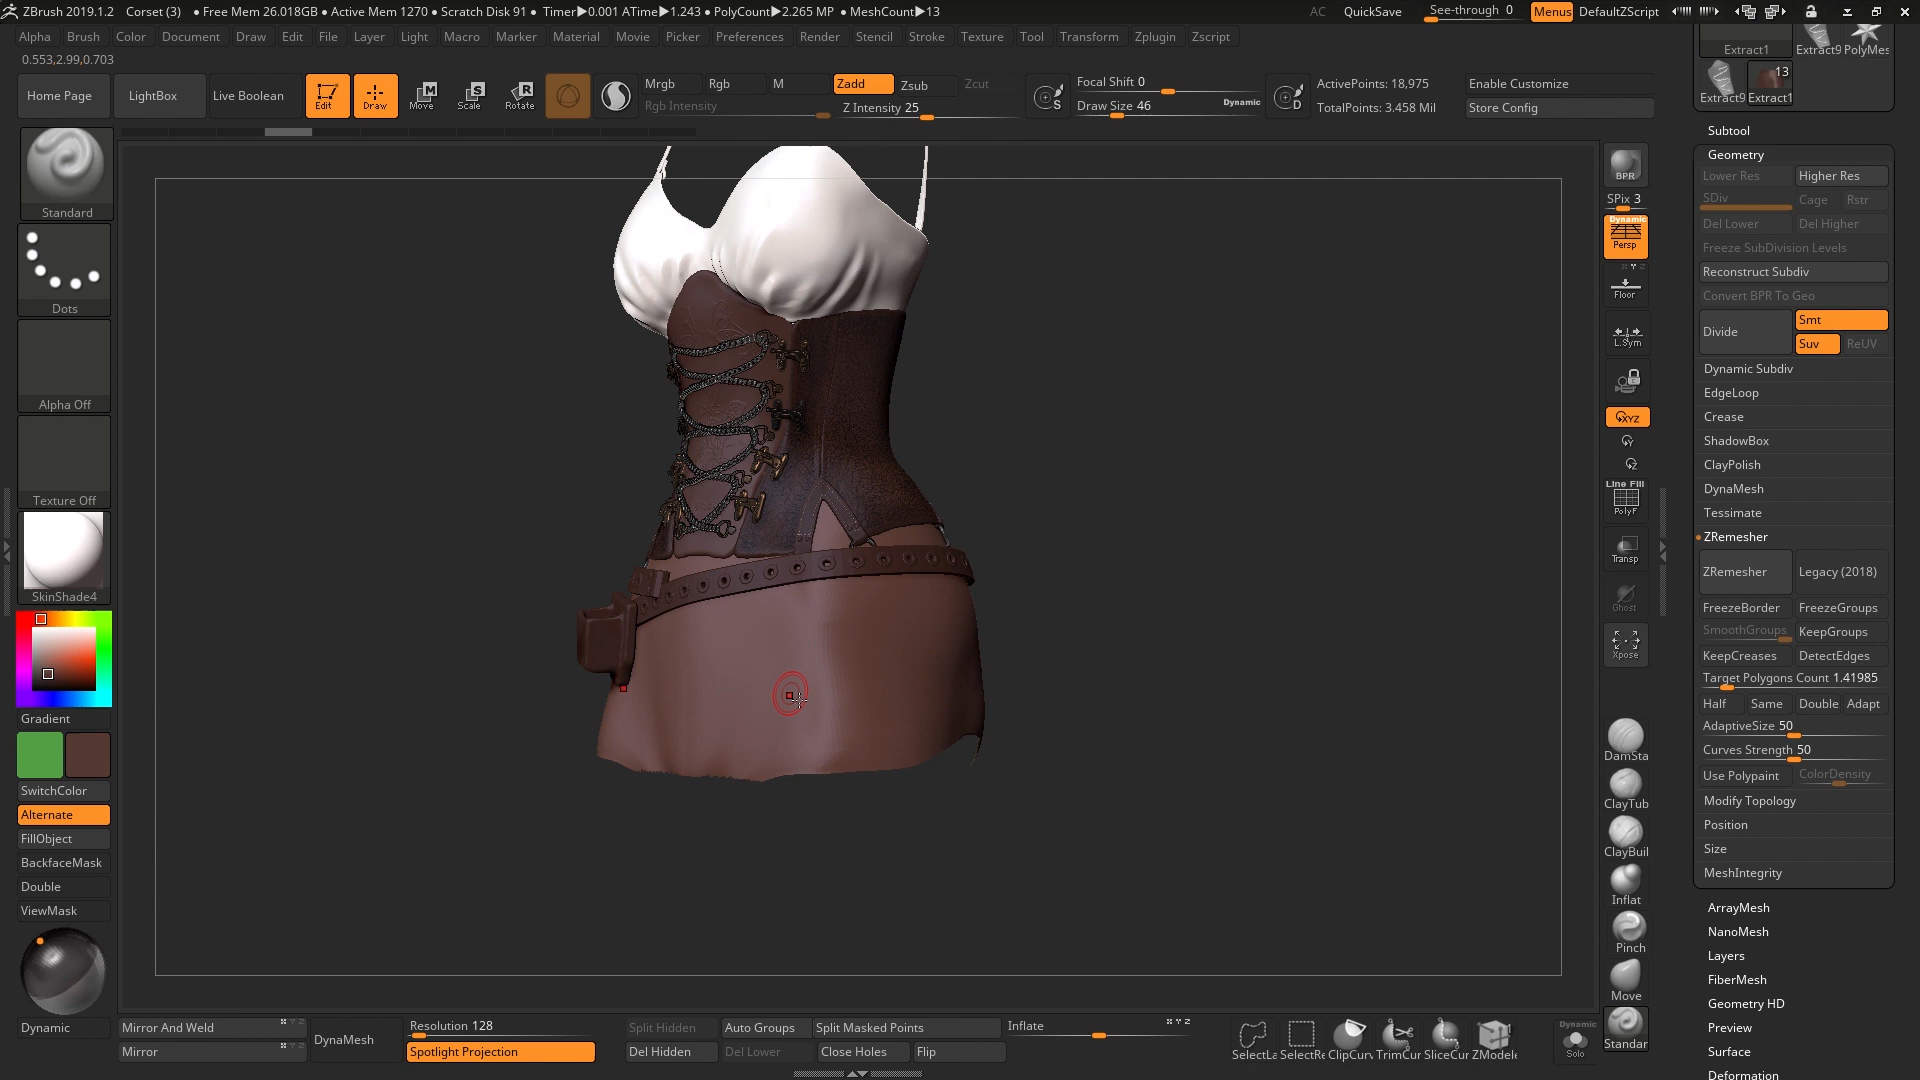 ZBrush 2019.1.2 Corset (3) • Free Mem 26.018GB • Active Mem 1270 • Scratch Disk 91 • Timer▶0.001 ATime▶1.243 • PolyCount▶2.265 MP • MeshCount▶13 AC QuickSave See-through 0 Menus DefaultZScript
Alpha Brush Color Document Draw Edit File Layer Light Macro Marker Material Movie Picker Preferences Render Stencil Stroke Texture Tool Transform Zplugin Zscript
0.553,2.99,0.703
Home Page LightBox Live Boolean Edit Draw Move Scale Rotate
Mrgb Rgb M Zadd Zsub Zcut
Rgb Intensity Z Intensity 25
Focal Shift 0
Draw Size 46 Dynamic
ActivePoints: 18,975
TotalPoints: 3.458 Mil
Enable Customize
Store Config
Standard
Dots
Alpha Off
Texture Off
SkinShade4
Gradient
SwitchColor
Alternate
FillObject
BackfaceMask
Double
ViewMask
Dynamic
Mirror And Weld
Mirror
DynaMesh
Resolution 128
Spotlight Projection
Split Hidden Auto Groups Split Masked Points
Del Hidden Del Lower Close Holes Flip
Inflate
SelectLa SelectRe ClipCurv TrimCur SliceCur ZModele
Dynamic
Solo
BPR
SPix 3
Dynamic
Persp
Floor
L.Sym
XYZ
Line Fill
PolyF
Transp
Ghost
Xpose
DamSta
ClayTub
ClayBuil
Inflat
Pinch
Move
Standar
Extract1 Extract9 PolyMes
13
Extract9 Extract1
Subtool
Geometry
Lower Res Higher Res
SDiv Cage Rstr
Del Lower Del Higher
Freeze SubDivision Levels
Reconstruct Subdiv
Convert BPR To Geo
Divide Smt
Suv ReUV
Dynamic Subdiv
EdgeLoop
Crease
ShadowBox
ClayPolish
DynaMesh
Tessimate
ZRemesher
ZRemesher Legacy (2018)
FreezeBorder FreezeGroups
SmoothGroups KeepGroups
KeepCreases DetectEdges
Target Polygons Count 1.41985
Half Same Double Adapt
AdaptiveSize 50
Curves Strength 50
Use Polypaint ColorDensity
Modify Topology
Position
Size
MeshIntegrity
ArrayMesh
NanoMesh
Layers
FiberMesh
Geometry HD
Preview
Surface
Deformation